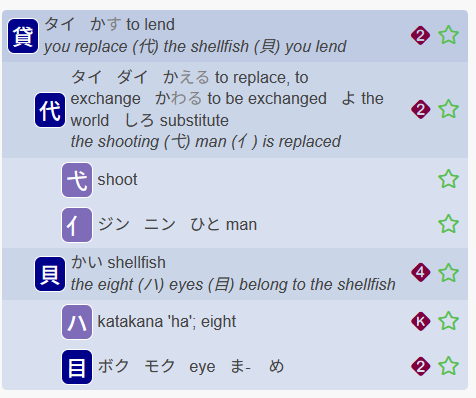 貸 タイ かす to lend
you replace (代) the shellfish (貝) you lend 2
代 タイ ダイ かえる to replace, to
exchange かわる to be exchanged よ the
world しろ substitute 2
the shooting (弋) man (亻) is replaced
弋 shoot
亻 ジン ニン ひと man
貝 かい shellfish
the eight (ハ) eyes (目) belong to the shellfish 4
ハ katakana 'ha'; eight K
目 ボク モク eye ま- め 2